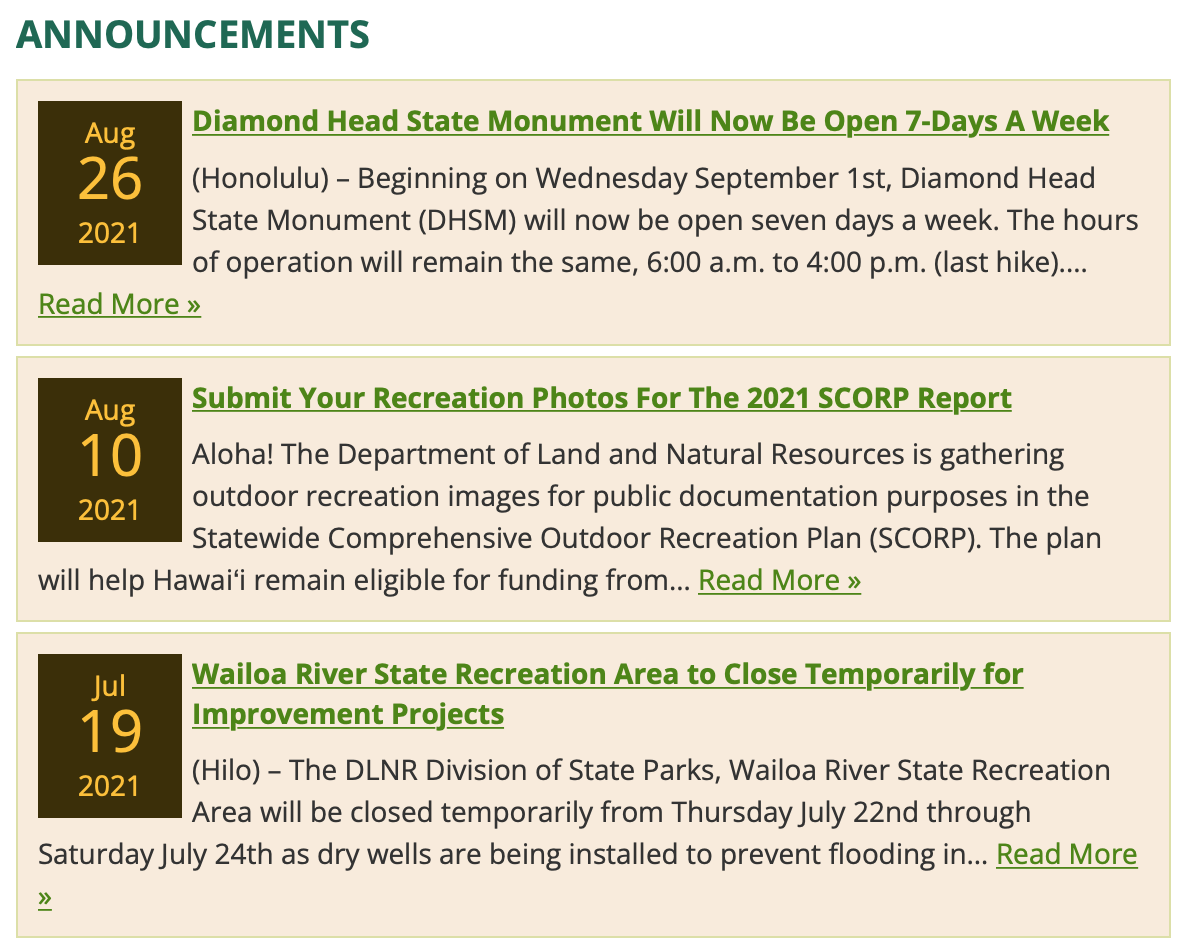 ANNOUNCEMENTS
Aug
26
2021
Diamond Head State Monument Will Now Be Open 7-Days A Week
(Honolulu) – Beginning on Wednesday September 1st, Diamond Head
State Monument (DHSM) will now be open seven days a week. The hours
of operation will remain the same, 6:00 a.m. to 4:00 p.m. (last hike)....
Read More »
Aug
10
2021
Submit Your Recreation Photos For The 2021 SCORP Report
Aloha! The Department of Land and Natural Resources is gathering
outdoor recreation images for public documentation purposes in the
Statewide Comprehensive Outdoor Recreation Plan (SCORP). The plan
will help Hawaiʻi remain eligible for funding from... Read More »
Jul
19
2021
Wailoa River State Recreation Area to Close Temporarily for
Improvement Projects
(Hilo) – The DLNR Division of State Parks, Wailoa River State Recreation
Area will be closed temporarily from Thursday July 22nd through
Saturday July 24th as dry wells are being installed to prevent flooding in... Read More
»